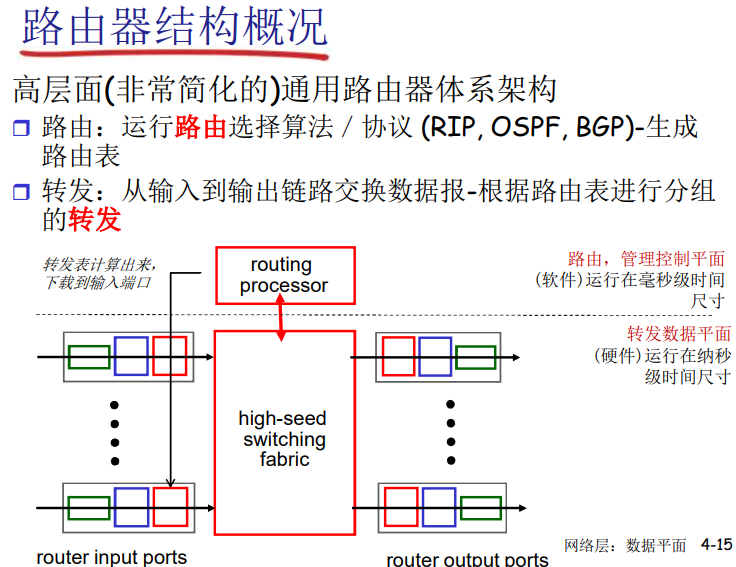 路由器结构概况
高层面(非常简化的)通用路由器体系架构
路由：运行路由选择算法／协议 (RIP, OSPF, BGP)-生成
路由表
转发：从输入到输出链路交换数据报-根据路由表进行分组
的转发
转发表计算出来，
下载到输入端口
routing
processor
路由，管理控制平面
(软件)运行在毫秒级时间
尺寸
转发数据平面
(硬件)运行在纳秒
级时间尺寸
high-seed
switching
fabric
router input ports
router output ports
网络层：数据平面 4-15